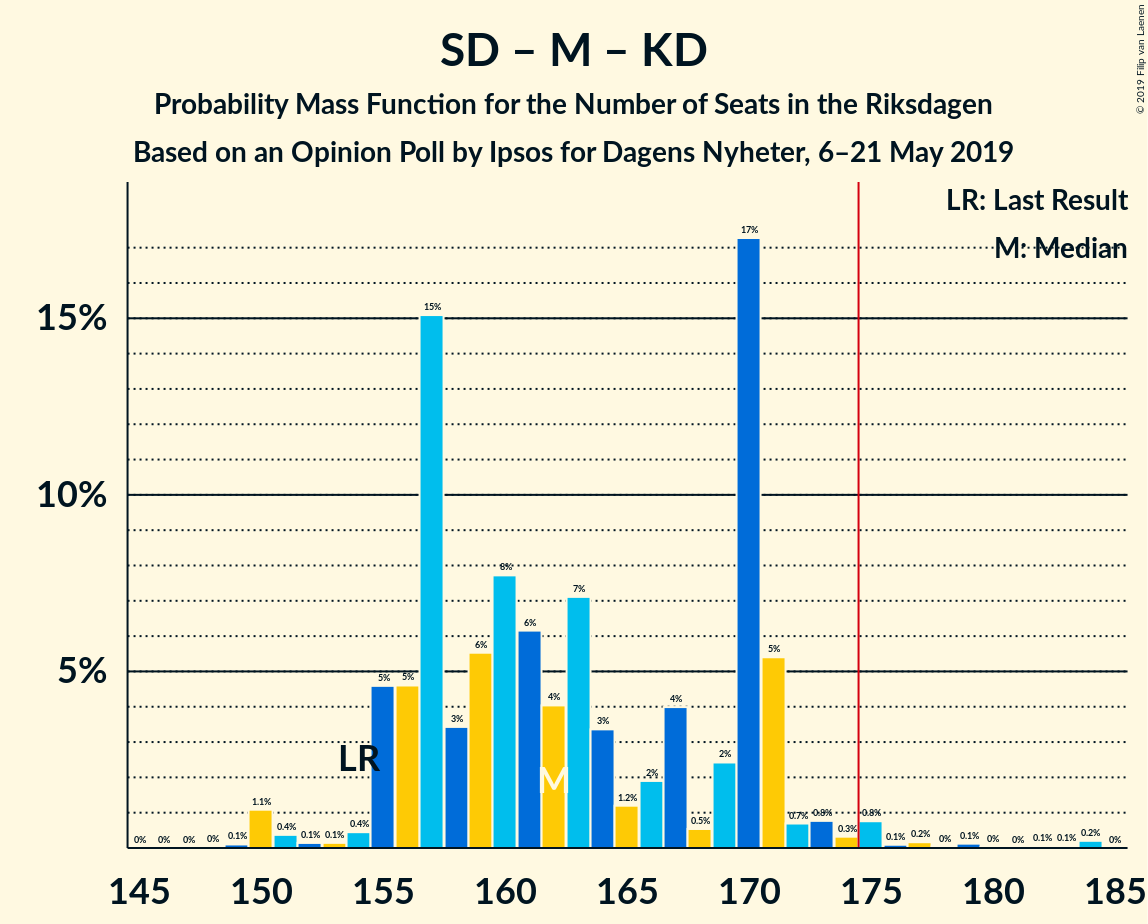 SD – M – KD
Probability Mass Function for the Number of Seats in the Riksdagen
Based on an Opinion Poll by Ipsos for Dagens Nyheter, 6–21 May 2019
© 2019 Filip van Laenen
LR: Last Result
M: Median
15%
10%
5%
0% 0% 0% 0% 0.1% 1.1% 0.4% 0.1% 0.1% 0.4% 5% 5% 15% 3% 6% 8% 6% 4% 7% 3% 1.2% 2% 4% 0.5% 2% 17% 5% 0.7% 0.8% 0.3% 0.8% 0.1% 0.2% 0% 0.1% 0% 0% 0.1% 0.1% 0.2% 0%
LR
M
145 150 155 160 165 170 175 180 185